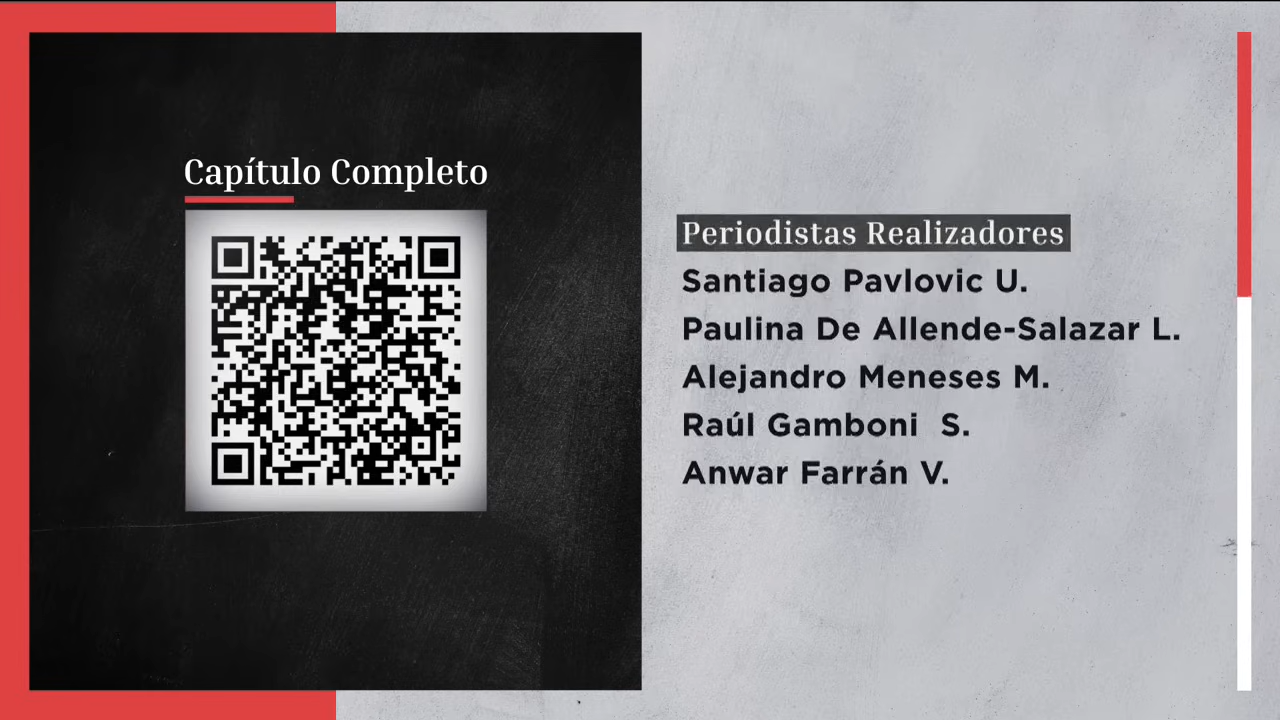 Capítulo Completo
Periodistas Realizadores
Santiago Pavlovic U.
Paulina De Allende-Salazar L.
Alejandro Meneses M.
Raúl Gamboni  S.
Anwar Farrán V.